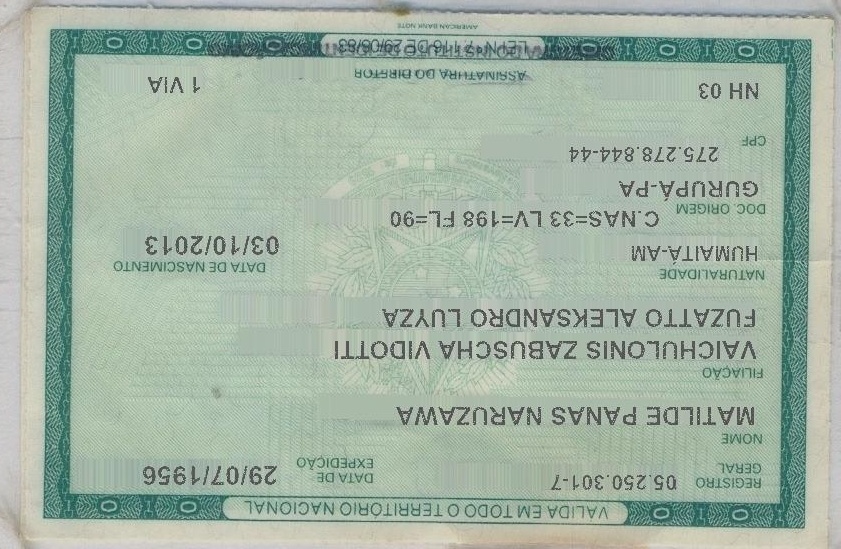 VÁLIDA EM TODO O TERRITÓRIO NACIONAL
REGISTRO GERAL 05.250.301-7 DATA DE EXPEDIÇÃO 29/07/1956
NOME
MATILDE PANAS NARUZAWA
FILIAÇÃO
VAICHULONIS ZABUSCHA VIDOTTI
FUZATTO ALEKSANDRO LUYZA
NATURALIDADE DATA DE NASCIMENTO
HUMAITÁ-AM 03/10/2013
DOC. ORIGEM C.NAS=33 LV=198 FL=90
GURUPÁ-PA
CPF 275.278.844-44
NH 03 1 VIA
ASSINATURA DO DIRETOR
LEI Nº 7.116 DE 29/08/83
AMERICAN BANK NOTE